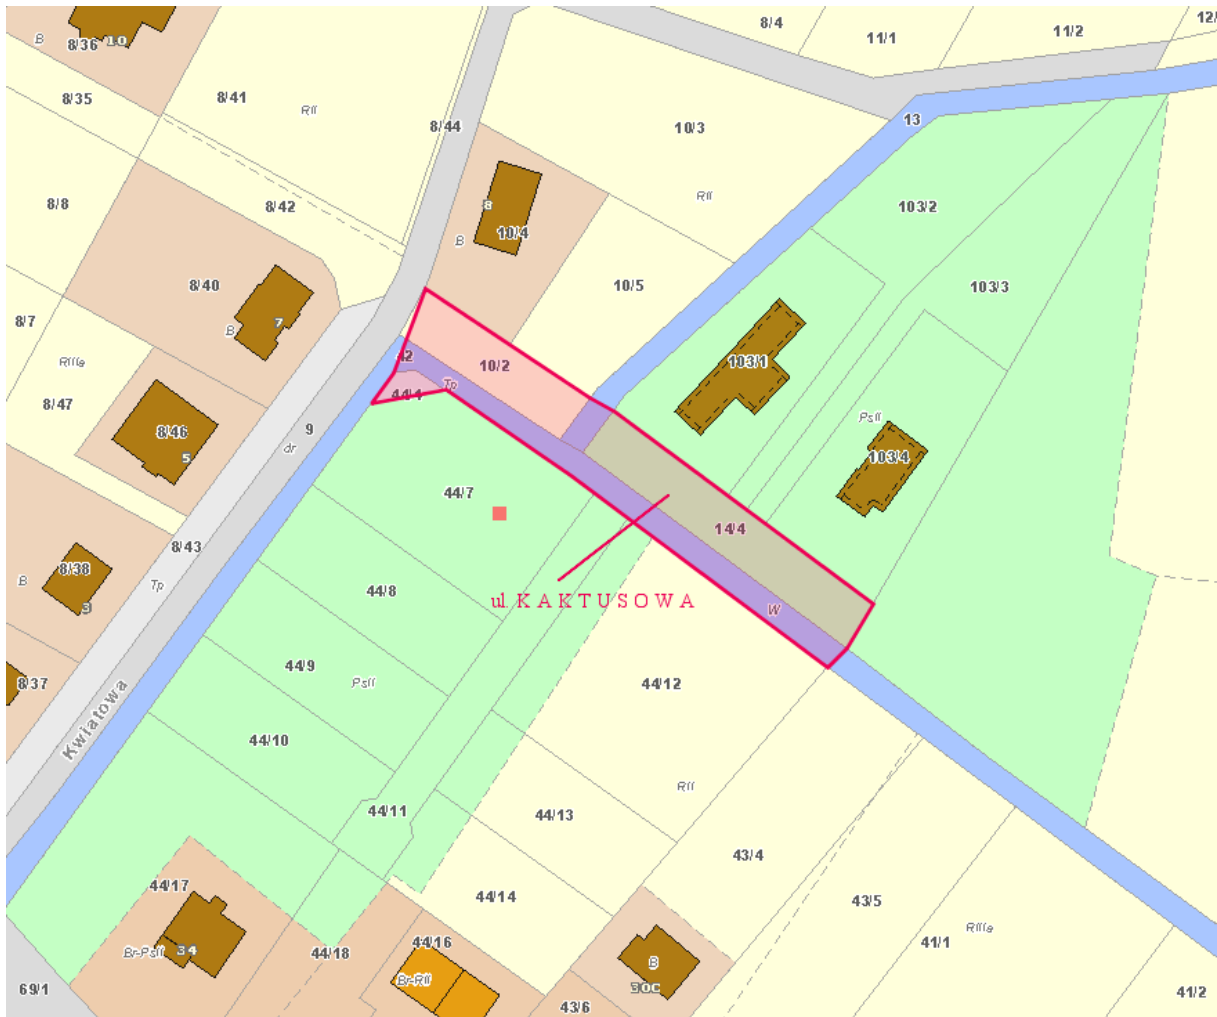 8/4
12/
11/1
11/2
B
8/36
10
8/35
8/41
RII
8/44
10/3
13
RII
8/8
8/42
8
10/4
B
103/2
8/40
10/5
103/3
8/7
7
B
RIIIa
42
10/2
Tp
103/1
8/47
44/4
PsII
8/46
5
9
dr
103/4
44/7
14/4
8/43
Tp
8/38
B
3
44/8
ul. KAKTUSOWA
W
44/9
PsII
44/12
8/37
Kwiatowa
44/10
RII
44/11
44/13
43/4
44/17
44/14
43/5
RIIIa
41/1
34
Br-PsII
44/18
44/16
Br-RII
B
30C
69/1
43/6
41/2